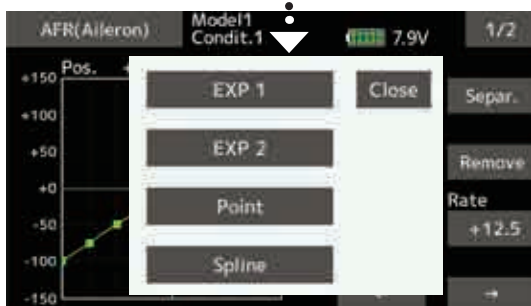 AFR(Aileron)
Model1
Condit.1
7.9V
1/2
Pos.
+150
+100
+50
+0
-50
-100
-150
EXP 1
EXP 2
Point
Spline
Close
Separ.
Remove
Rate
+12.5
→